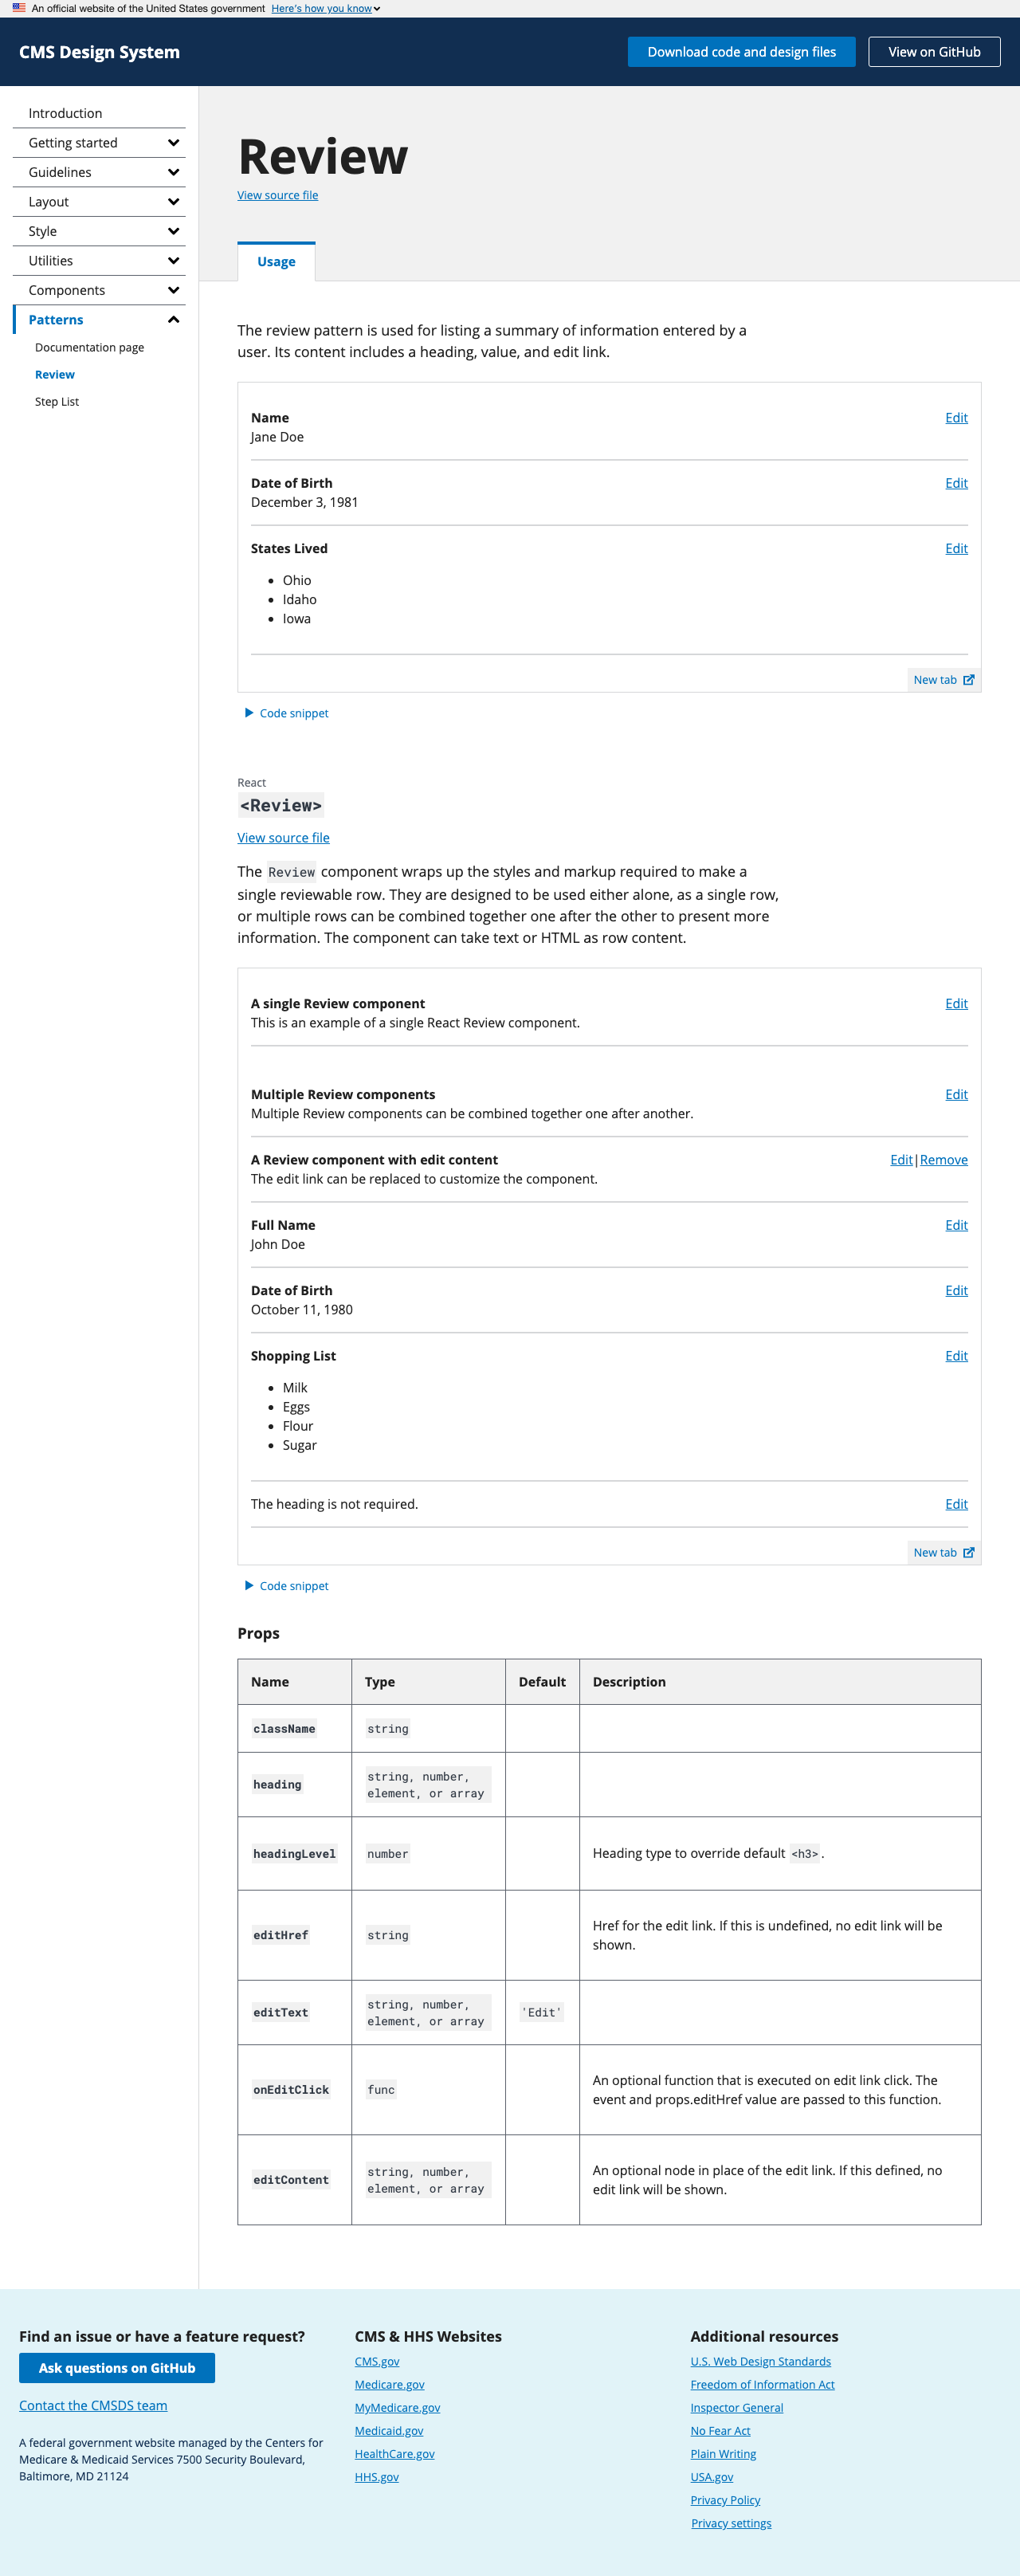 An official website of the United States government Here's how you know
CMS Design System
Download code and design files
View on GitHub
Introduction
Getting started
Guidelines
Layout
Style
Utilities
Components
Patterns
Documentation page
Review
Step List
Review
View source file
Usage
The review pattern is used for listing a summary of information entered by a
user. Its content includes a heading, value, and edit link.
Name Edit
Jane Doe
Date of Birth Edit
December 3, 1981
States Lived Edit
Ohio
Idaho
Iowa
New tab
Code snippet
React
<Review>
View source file
The Review component wraps up the styles and markup required to make a
single reviewable row. They are designed to be used either alone, as a single row,
or multiple rows can be combined together one after the other to present more
information. The component can take text or HTML as row content.
A single Review component Edit
This is an example of a single React Review component.
Multiple Review components Edit
Multiple Review components can be combined together one after another.
A Review component with edit content Edit|Remove
The edit link can be replaced to customize the component.
Full Name Edit
John Doe
Date of Birth Edit
October 11, 1980
Shopping List Edit
Milk
Eggs
Flour
Sugar
The heading is not required. Edit
New tab
Code snippet
Props
Name Type Default Description
className string
heading string, number,
element, or array
headingLevel number Heading type to override default <h3>.
editHref string Href for the edit link. If this is undefined, no edit link will be
shown.
editText string, number, 'Edit'
element, or array
onEditClick func An optional function that is executed on edit link click. The
event and props.editHref value are passed to this function.
editContent string, number, An optional node in place of the edit link. If this defined, no
element, or array edit link will be shown.
Find an issue or have a feature request?
Ask questions on GitHub
Contact the CMSDS team
A federal government website managed by the Centers for
Medicare & Medicaid Services 7500 Security Boulevard,
Baltimore, MD 21124
CMS & HHS Websites
CMS.gov
Medicare.gov
MyMedicare.gov
Medicaid.gov
HealthCare.gov
HHS.gov
Additional resources
U.S. Web Design Standards
Freedom of Information Act
Inspector General
No Fear Act
Plain Writing
USA.gov
Privacy Policy
Privacy settings